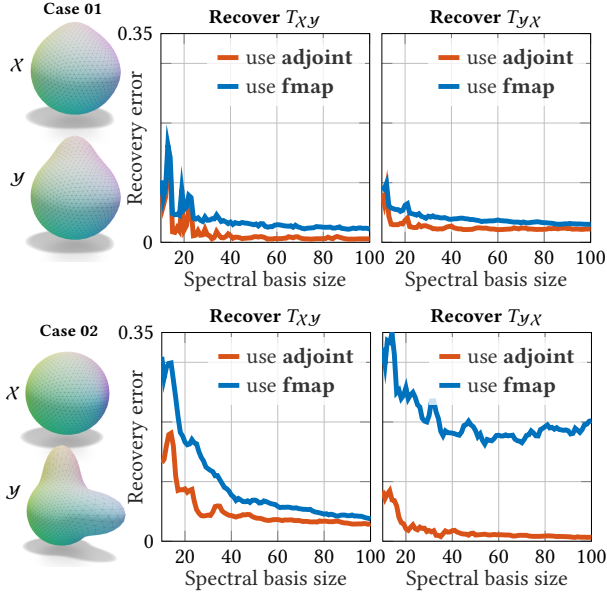 Case 01
Recover T𝒳𝒴
Recover T𝒴𝒳
𝒳
𝒴
Recovery error
0.35
0
use adjoint
use fmap
use adjoint
use fmap
20 40 60 80 100
20 40 60 80 100
Spectral basis size
Spectral basis size
Case 02
Recover T𝒳𝒴
Recover T𝒴𝒳
𝒳
𝒴
Recovery error
0.35
0
use adjoint
use fmap
use adjoint
use fmap
20 40 60 80 100
20 40 60 80 100
Spectral basis size
Spectral basis size